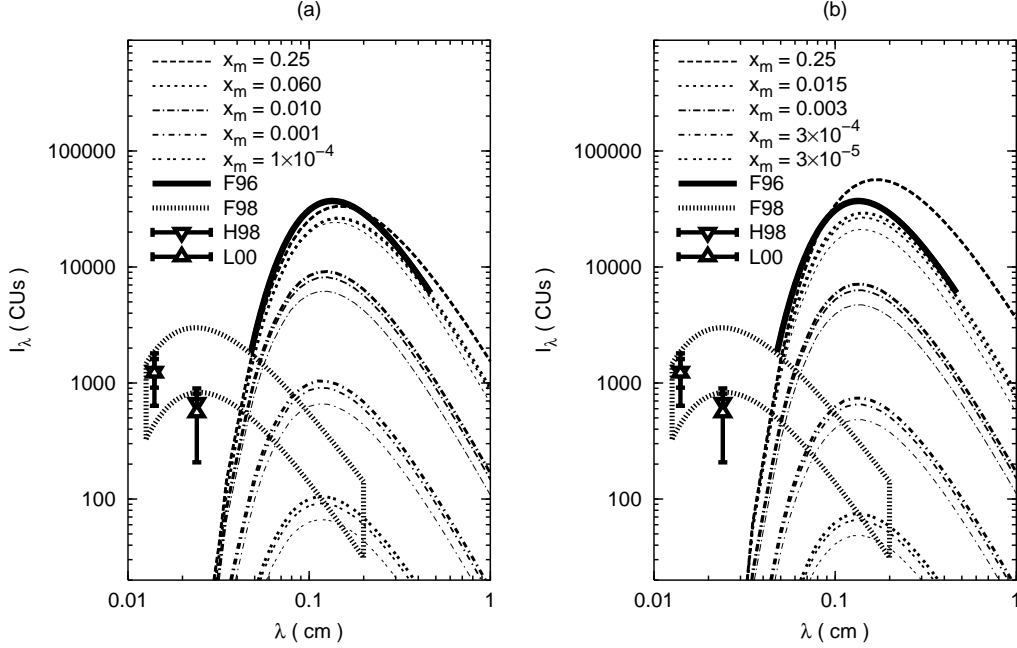 (a)
x_m = 0.25
x_m = 0.060
x_m = 0.010
x_m = 0.001
x_m = 1×10^-4
F96
F98
H98
L00
100000
10000
1000
100
I_λ ( CUs )
0.01
0.1
1
λ ( cm )
(b)
x_m = 0.25
x_m = 0.015
x_m = 0.003
x_m = 3×10^-4
x_m = 3×10^-5
F96
F98
H98
L00
100000
10000
1000
100
I_λ ( CUs )
0.01
0.1
1
λ ( cm )